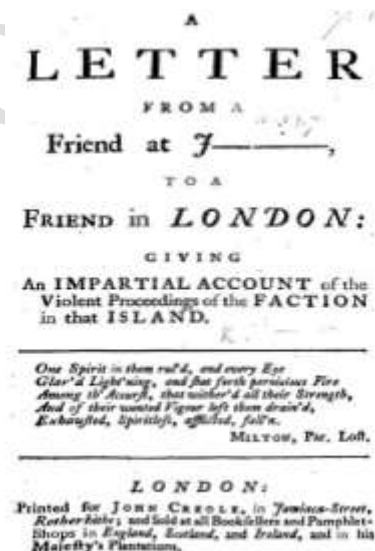 A
LETTER
FROM A
Friend at J———,
TO A
FRIEND in LONDON:
GIVING
An IMPARTIAL ACCOUNT of the
Violent Proceedings of the FACTION
in that ISLAND.
One Spirit in them rul'd, and every Eye
Glar'd Light'ning, and shot forth pernicious Fire
Among th' Accurst, that wither'd all their Strength,
And of their wonted Vigour left them drain'd,
Exhausted, Spiritless, afflicted, fall'n.
MILTON, Par. Lost.
LONDON:
Printed for JOHN CREOLE, in Jamaica-Street,
Rotherhithe; and Sold at all Booksellers and Pamphlet-
Shops in England, Scotland, and Ireland, and in his
Majesty's Plantations.